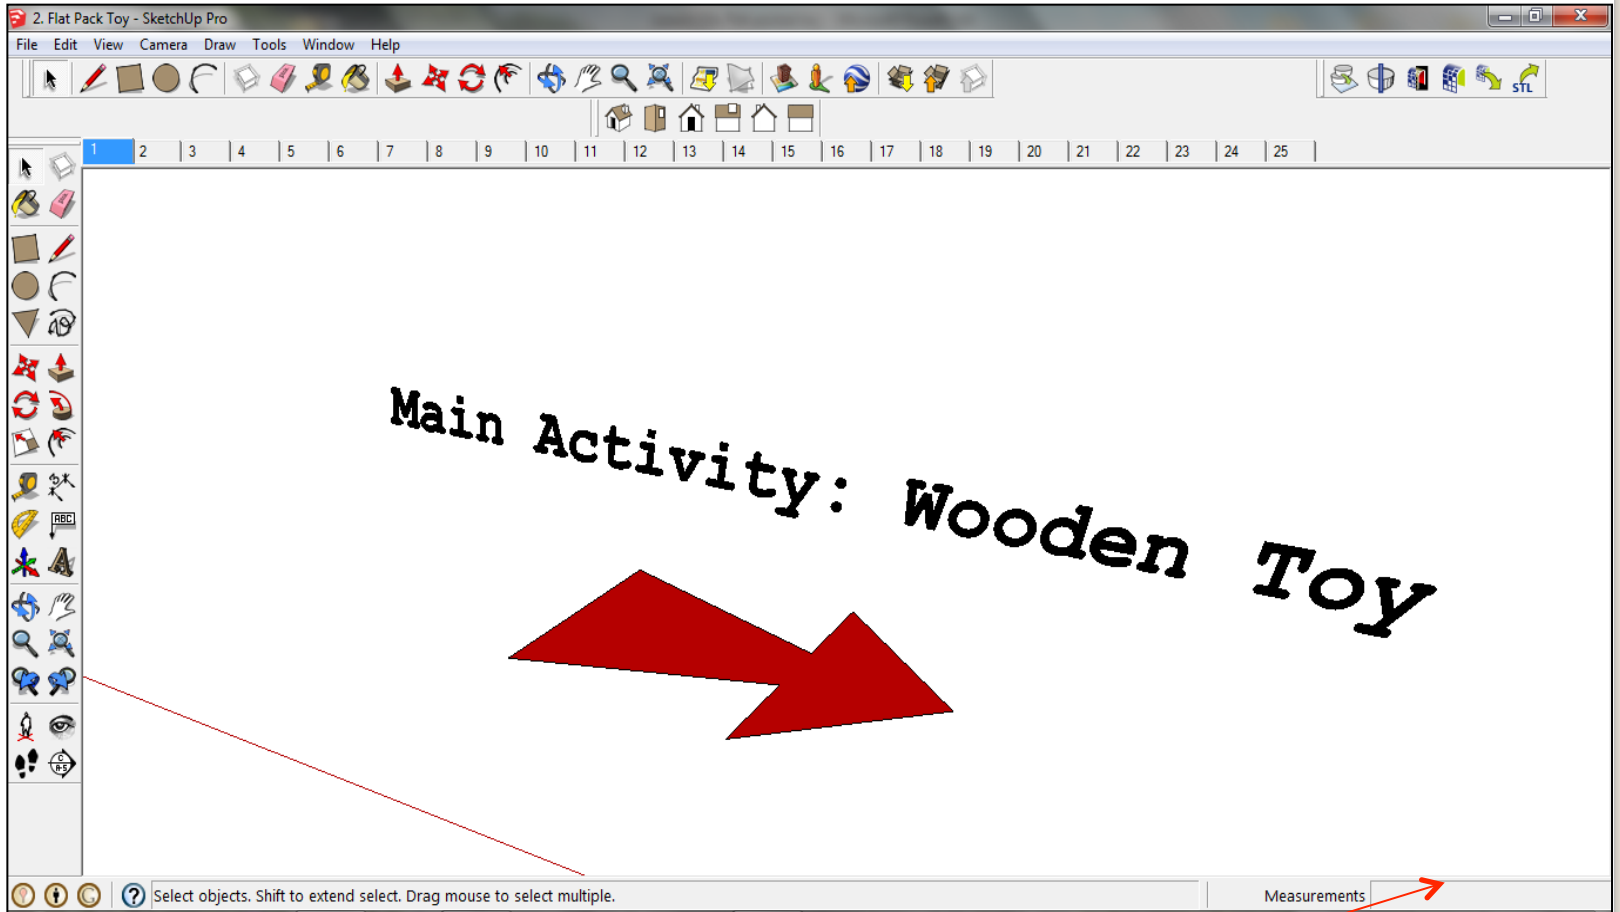 2. Flat Pack Toy - SketchUp Pro
File Edit View Camera Draw Tools Window Help
STL
1 2 3 4 5 6 7 8 9 10 11 12 13 14 15 16 17 18 19 20 21 22 23 24 25
Main Activity: Wooden Toy
ABC
Select objects. Shift to extend select. Drag mouse to select multiple.
Measurements